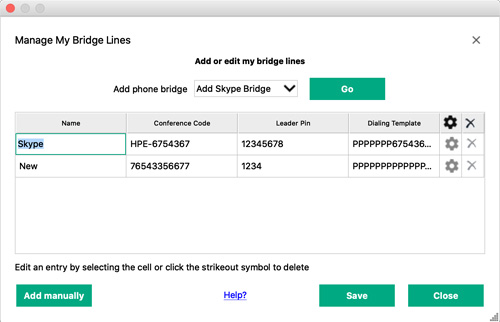 Manage My Bridge Lines
Add or edit my bridge lines
Add phone bridge Add Skype Bridge Go
Name Conference Code Leader Pin Dialing Template
Skype HPE-6754367 12345678 PPPPPPP675436...
New 76543356677 1234 PPPPPPPPPPPPP...
Edit an entry by selecting the cell or click the strikeout symbol to delete
Add manually Help? Save Close